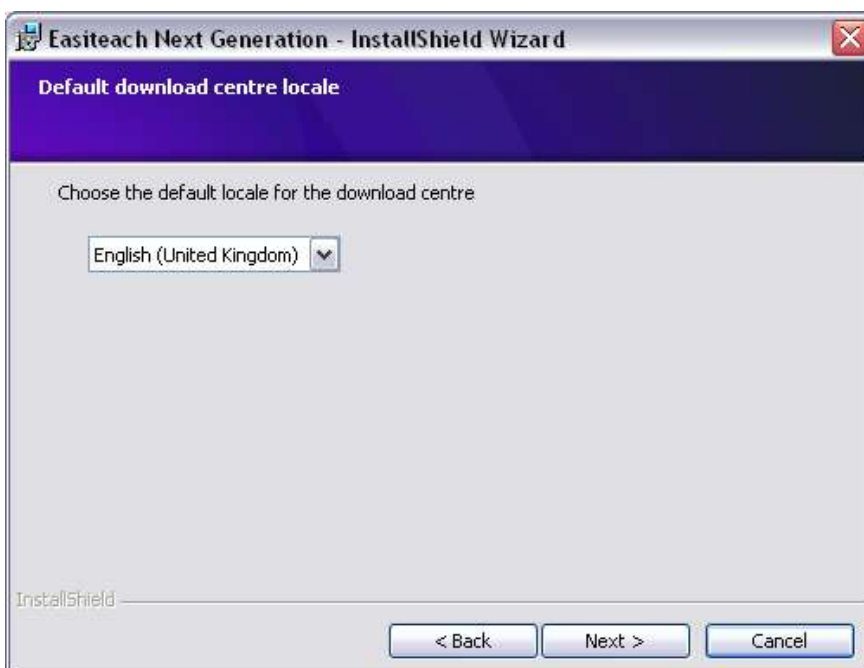 Easiteach Next Generation - InstallShield Wizard
Default download centre locale
Choose the default locale for the download centre
English (United Kingdom)
InstallShield
< Back Next > Cancel